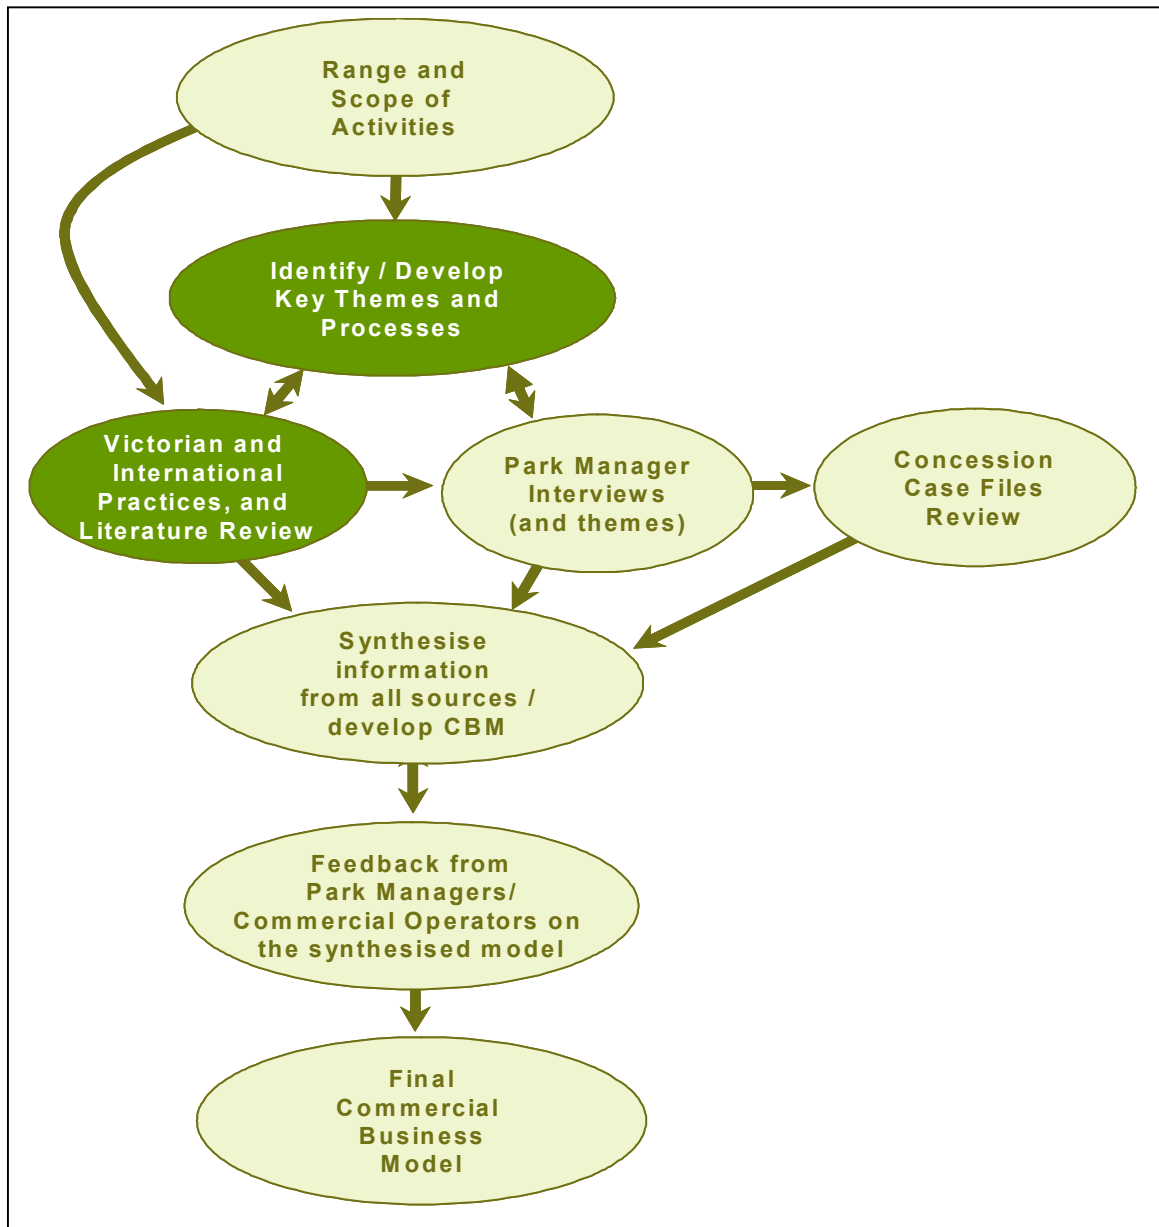 Range and
Scope of
Activities
Identify / Develop
Key Themes and
Processes
Victorian and
International
Practices, and
Literature Review
Park Manager
Interviews
(and themes)
Concession
Case Files
Review
Synthesise
information
from all sources /
develop CBM
Feedback from
Park Managers/
Commercial Operators on
the synthesised model
Final
Commercial
Business
Model